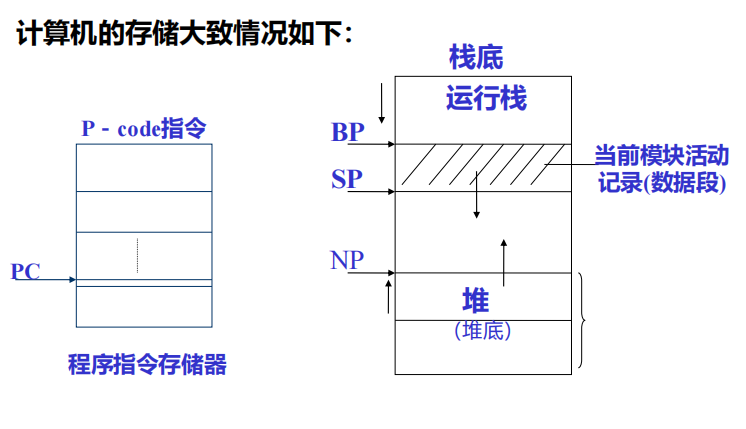 计算机的存储大致情况如下：
栈底
运行栈
P - code指令
BP
当前模块活动
记录(数据段)
SP
NP
PC
堆
（堆底）
程序指令存储器